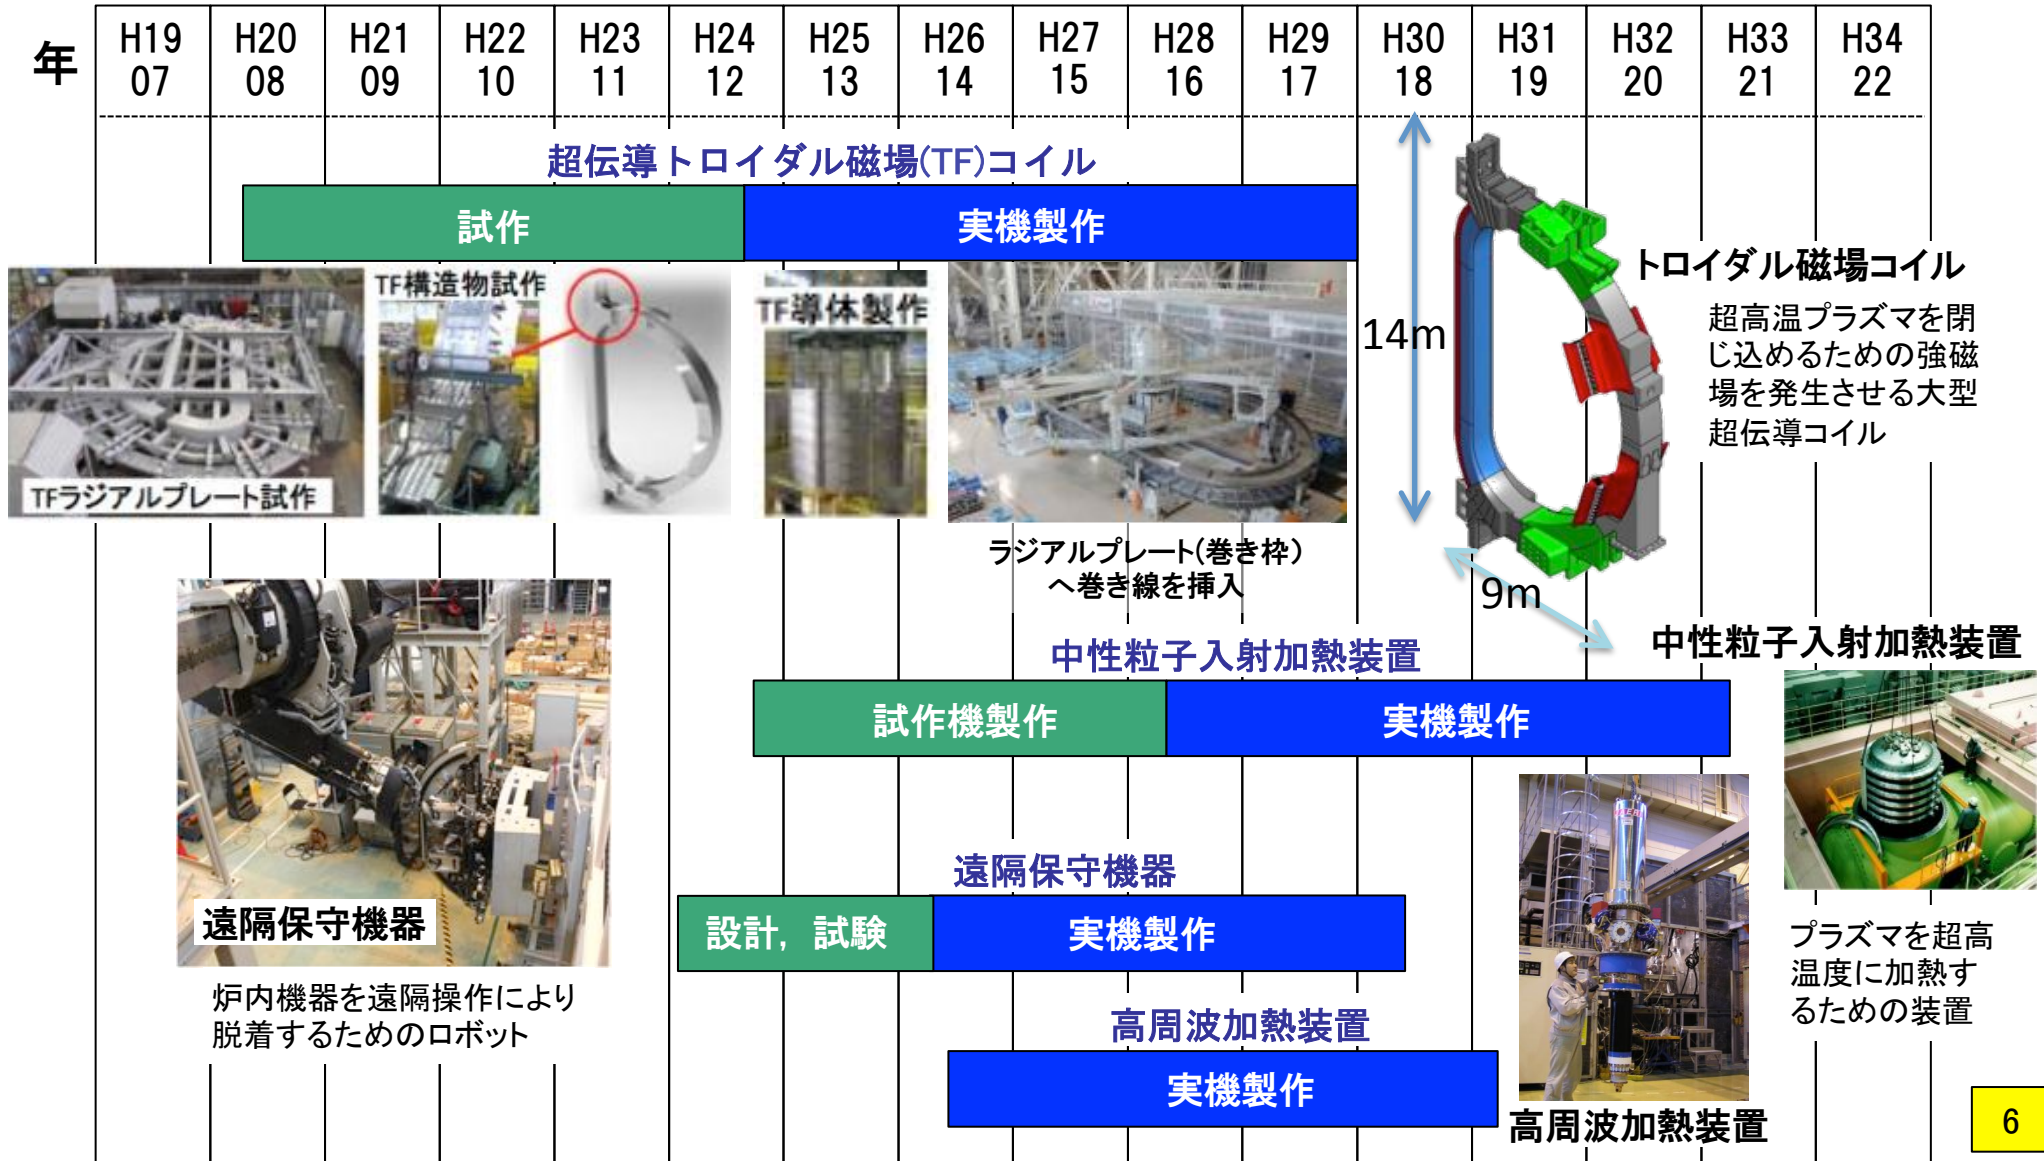 年
H19 H20 H21 H22 H23 H24 H25 H26 H27 H28 H29 H30 H31 H32 H33 H34
07 08 09 10 11 12 13 14 15 16 17 18 19 20 21 22
超伝導トロイダル磁場(TF)コイル
試作
実機製作
TFラジアルプレート試作
TF構造物試作
TF導体製作
ラジアルプレート(巻き枠)
へ巻き線を挿入
14m
9m
トロイダル磁場コイル
超高温プラズマを閉
じ込めるための強磁
場を発生させる大型
超伝導コイル
中性粒子入射加熱装置
試作機製作
実機製作
中性粒子入射加熱装置
プラズマを超高
温度に加熱す
るための装置
遠隔保守機器
設計, 試験
実機製作
遠隔保守機器
炉内機器を遠隔操作により
脱着するためのロボット
高周波加熱装置
実機製作
高周波加熱装置
6